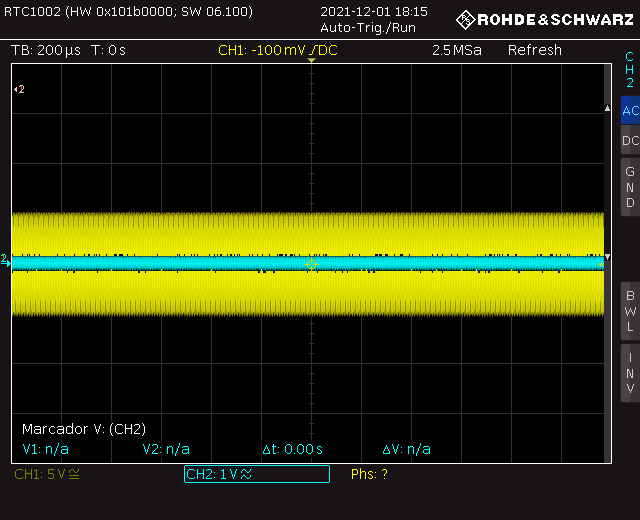 RTC1002 (HW 0x101b0000; SW 06.100)
2021-12-01 18:15
Auto-Trig./Run
ROHDE&SCHWARZ
TB: 200µs T: 0s CH1: -100mV / DC 2.5MSa Refresh
CH2
2
AC
DC
GND
2
BWL
INV
Marcador V: (CH2)
V1: n/a V2: n/a Δt: 0.00s ΔV: n/a
CH1: 5V≅ CH2: 1V≈ Phs: ?